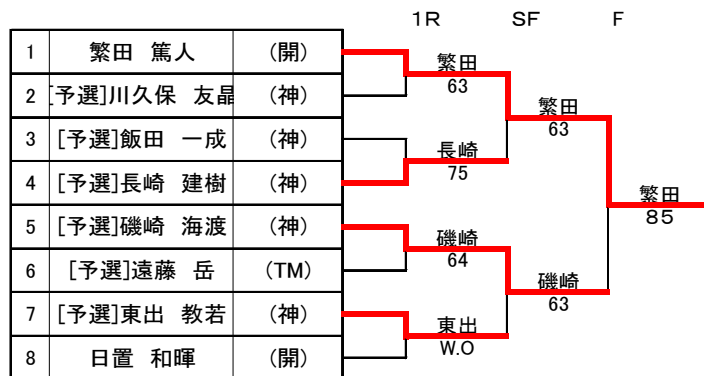 1R SF F
1 繁田 篤人 (開)
2 [予選]川久保 友晶 (神)
3 [予選]飯田 一成 (神)
4 [予選]長崎 建樹 (神)
5 [予選]磯崎 海渡 (神)
6 [予選]遠藤 岳 (TM)
7 [予選]東出 教若 (神)
8 日置 和暉 (開)
繁田
63
長崎
75
磯崎
64
東出
W.O
繁田
63
磯崎
63
繁田
85